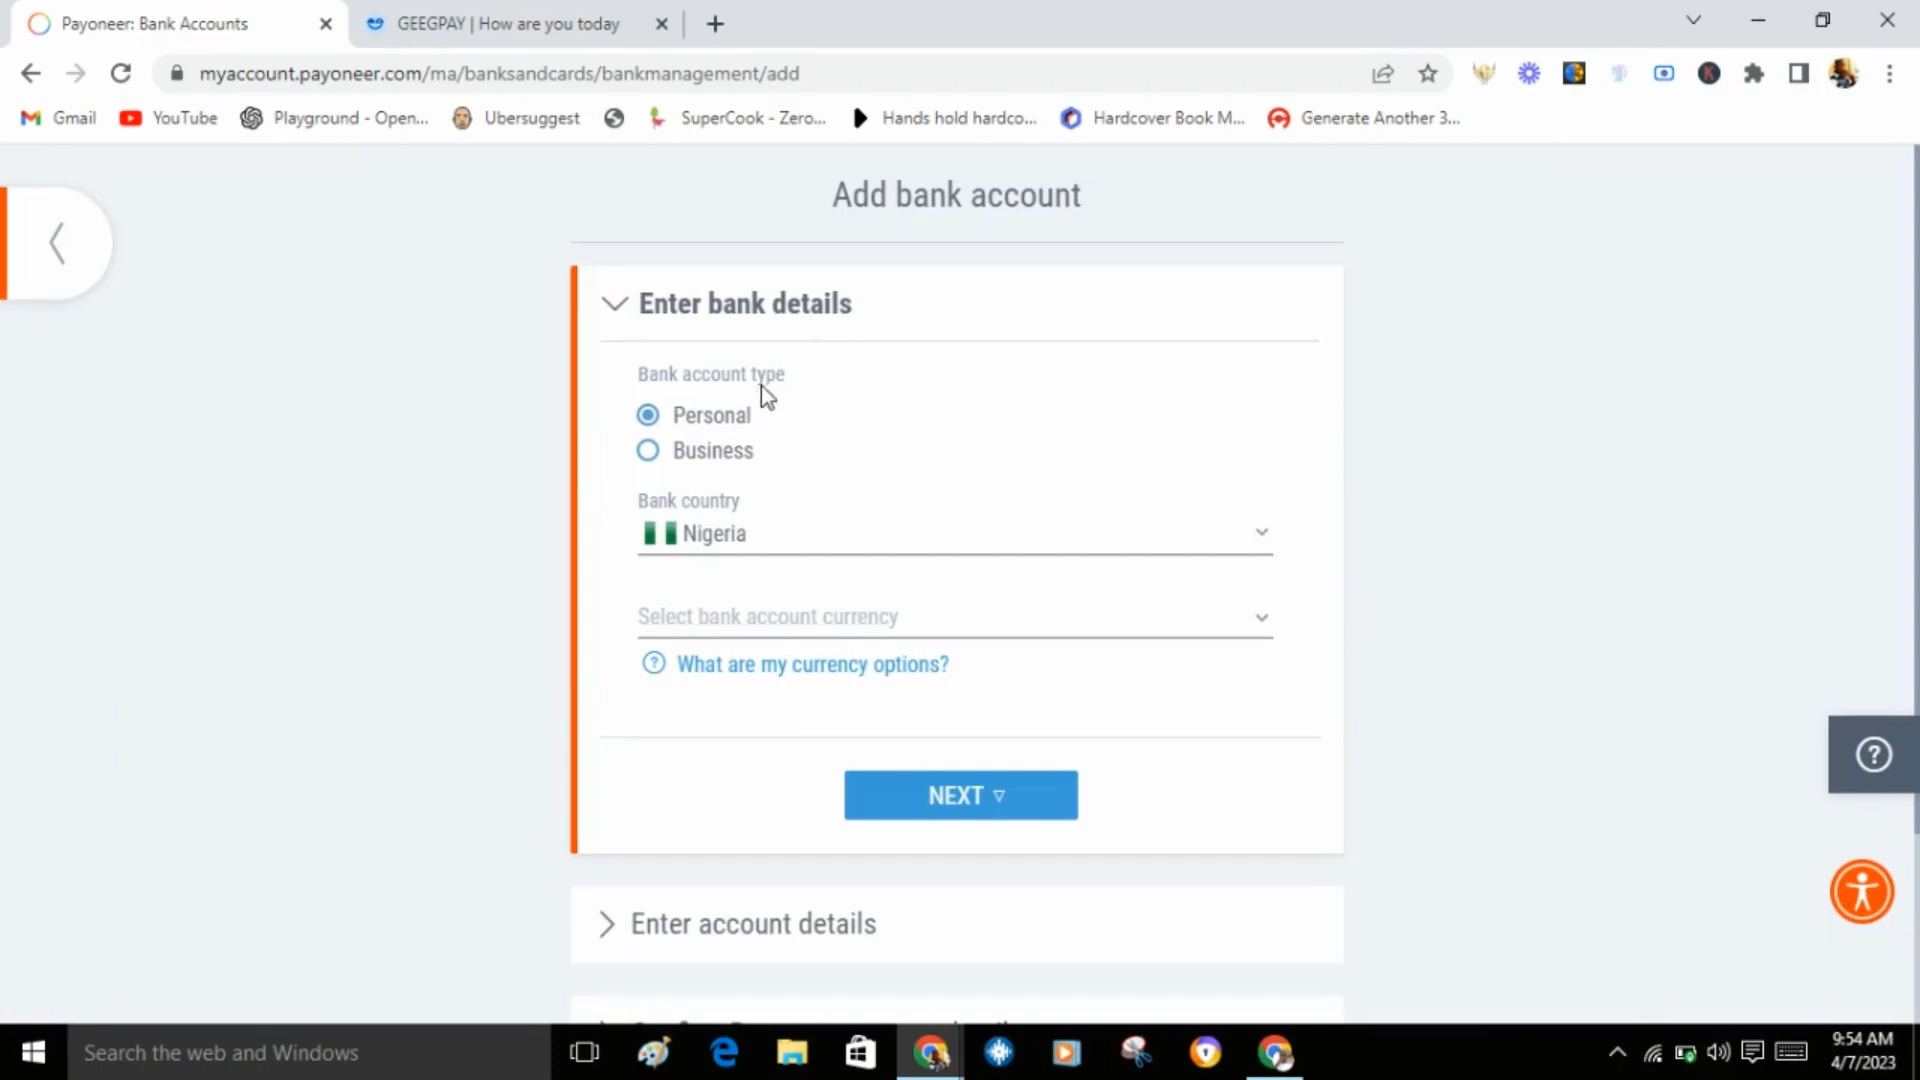 Payoneer: Bank Accounts
GEEGPAY | How are you today
myaccount.payoneer.com/ma/banksandcards/bankmanagement/add
Gmail
YouTube
Playground - Open...
Ubersuggest
SuperCook - Zero...
Hands hold hardco...
Hardcover Book M...
Generate Another 3...
Add bank account
Enter bank details
Bank account type
Personal
Business
Bank country
Nigeria
Select bank account currency
? What are my currency options?
NEXT
?
Enter account details
Search the web and Windows
9:54 AM
4/7/2023